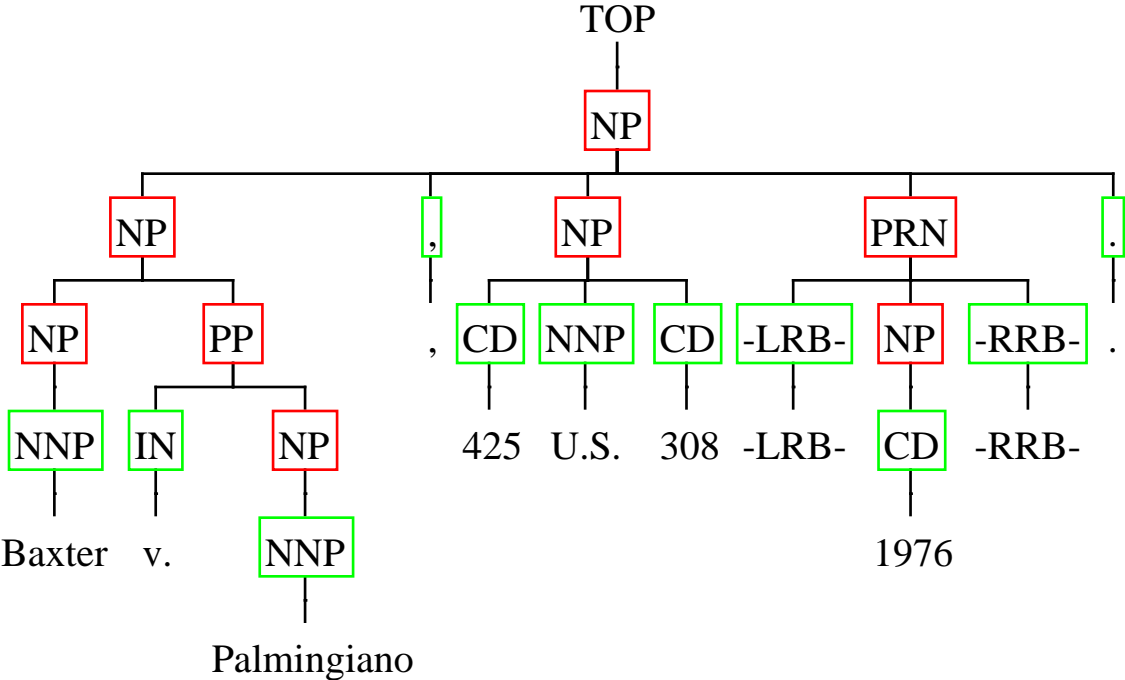 TOP
NP
NP , NP PRN .
NP PP , CD NNP CD -LRB- NP -RRB- .
NNP IN NP 425 U.S. 308 -LRB- CD -RRB-
Baxter v. NNP 1976
Palmingiano